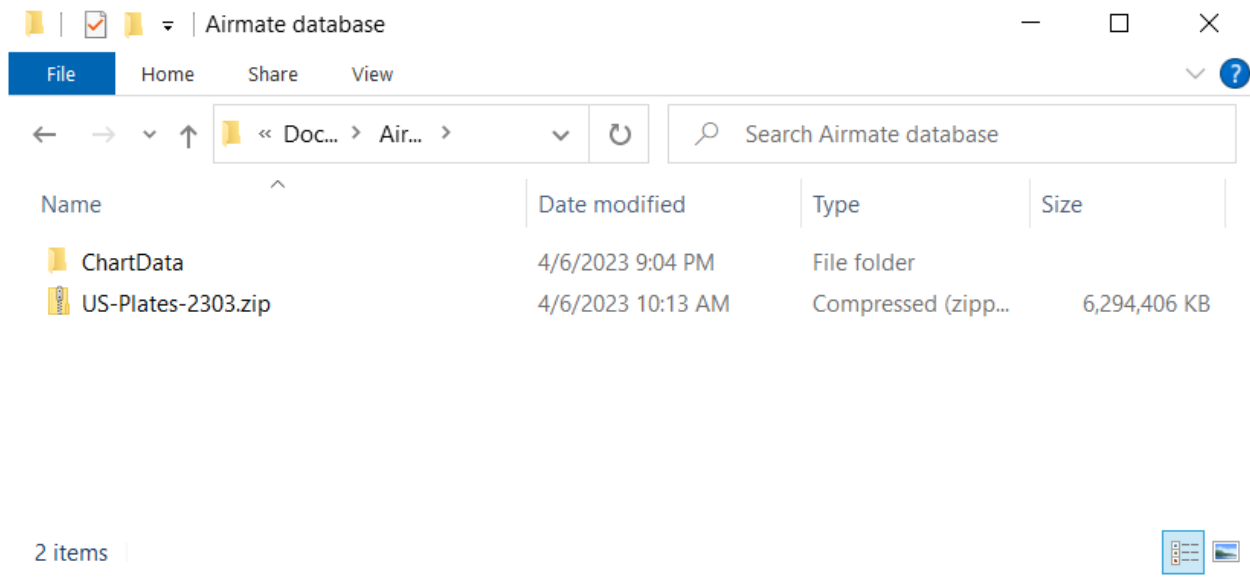 Airmate database
File Home Share View ?
« Doc... > Air... > Search Airmate database
Name Date modified Type Size
ChartData 4/6/2023 9:04 PM File folder
US-Plates-2303.zip 4/6/2023 10:13 AM Compressed (zipp... 6,294,406 KB
2 items